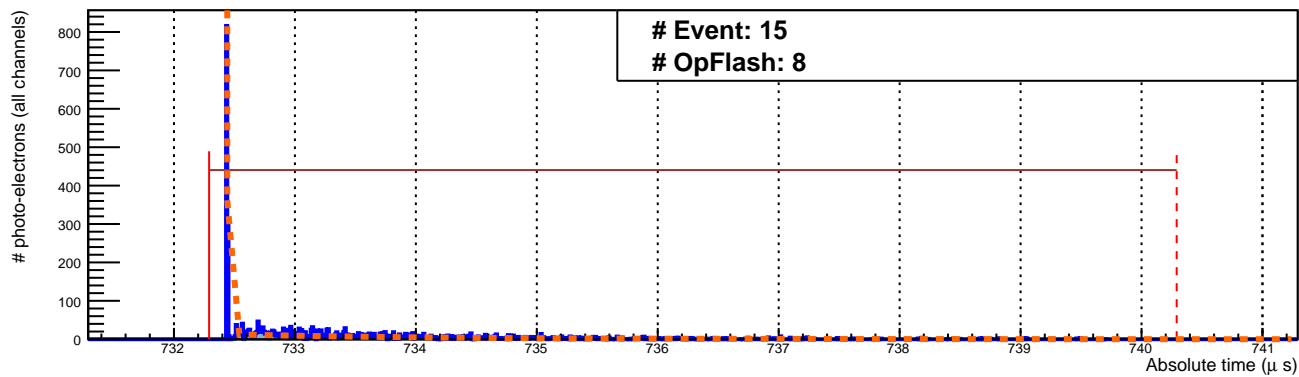 # Event: 15
# OpFlash: 8
# photo-electrons (all channels)
800
700
600
500
400
300
200
100
0
732 733 734 735 736 737 738 739 740 741
Absolute time (μ s)